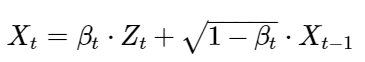 X_t = β_t · Z_t + √(1 − β_t) · X_{t−1}